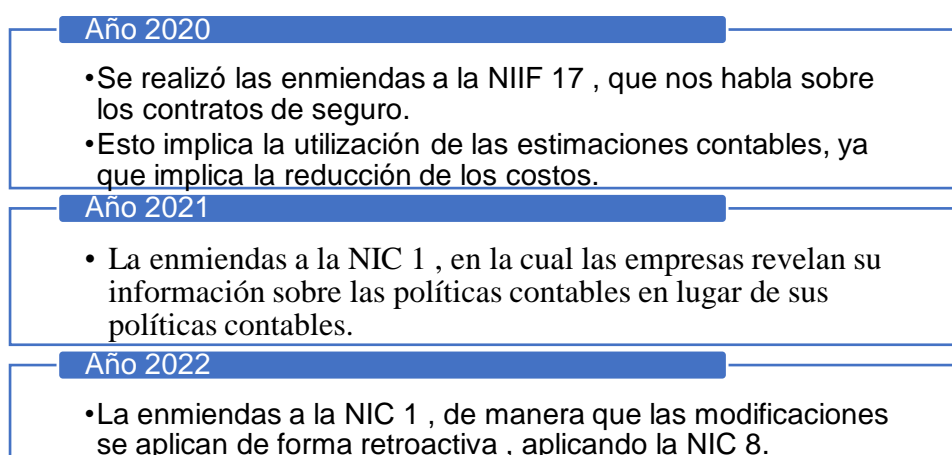 Año 2020
•Se realizó las enmiendas a la NIIF 17 , que nos habla sobre
los contratos de seguro.
•Esto implica la utilización de las estimaciones contables, ya
que implica la reducción de los costos.
Año 2021
• La enmiendas a la NIC 1 , en la cual las empresas revelan su
información sobre las políticas contables en lugar de sus
políticas contables.
Año 2022
•La enmiendas a la NIC 1 , de manera que las modificaciones
se aplican de forma retroactiva , aplicando la NIC 8.